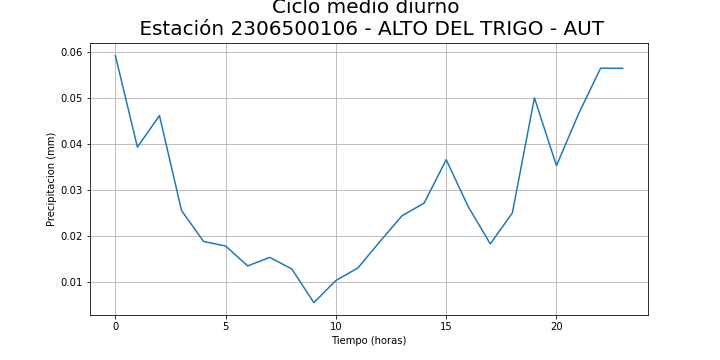 Ciclo medio diurno
Estación 2306500106 - ALTO DEL TRIGO - AUT
0.06
0.05
0.04
0.03
0.02
0.01
Precipitacion (mm)
0 5 10 15 20
Tiempo (horas)